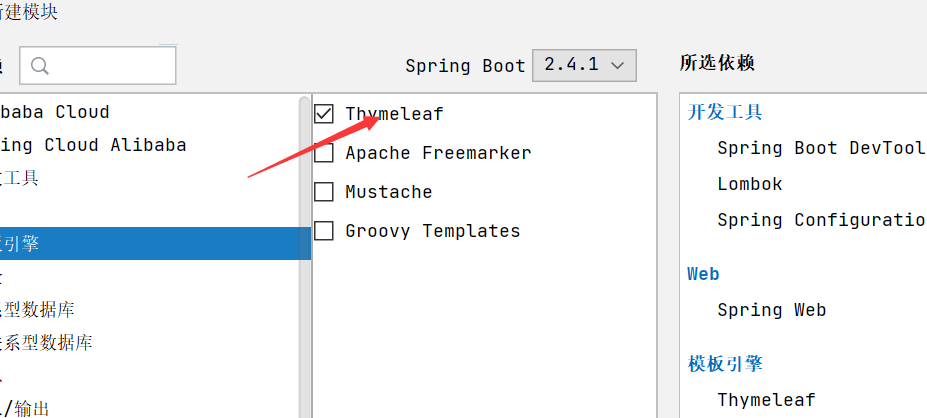 新建模块
Spring Boot 2.4.1
所选依赖
baba Cloud
ing Cloud Alibaba
工具
引擎
型数据库
系型数据库
/输出
Thymeleaf
Apache Freemarker
Mustache
Groovy Templates
开发工具
Spring Boot DevTool
Lombok
Spring Configuratio
Web
Spring Web
模板引擎
Thymeleaf